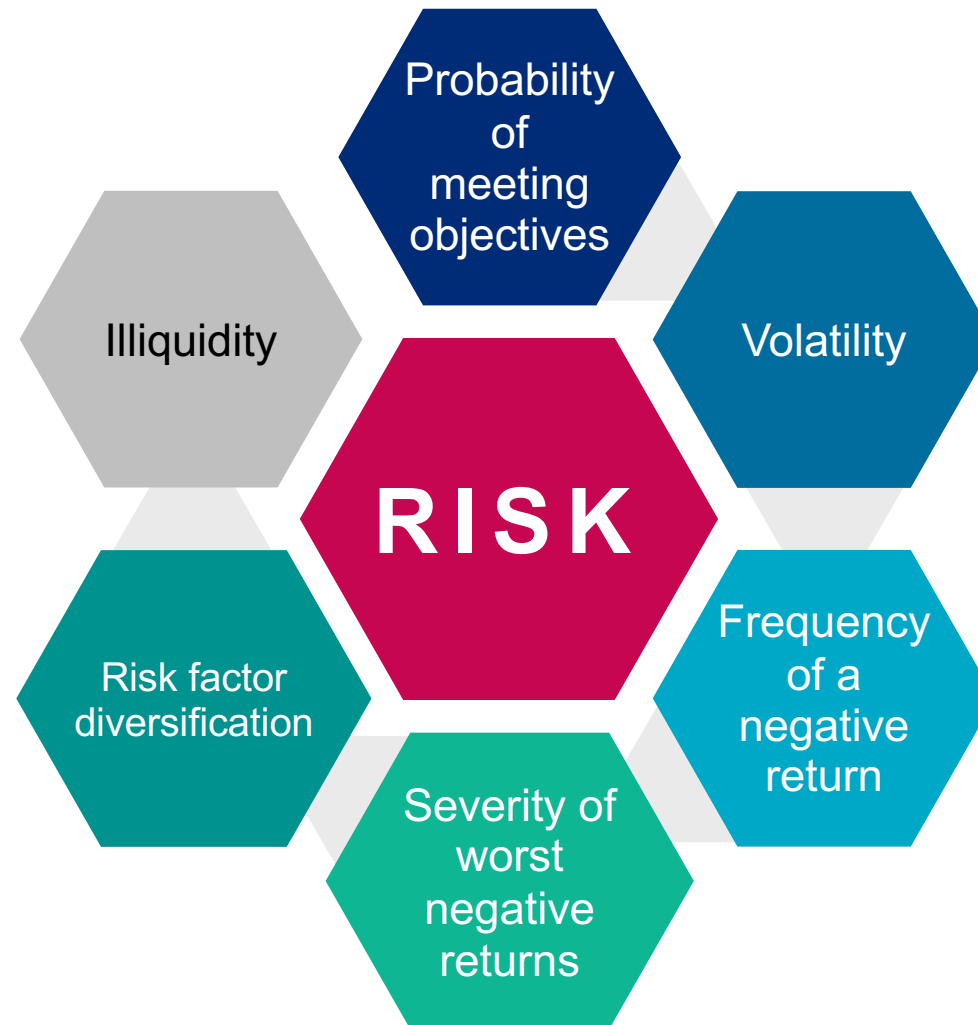 Probability
of
meeting
objectives
Illiquidity
Volatility
RISK
Risk factor
diversification
Frequency
of a
negative
return
Severity of
worst
negative
returns